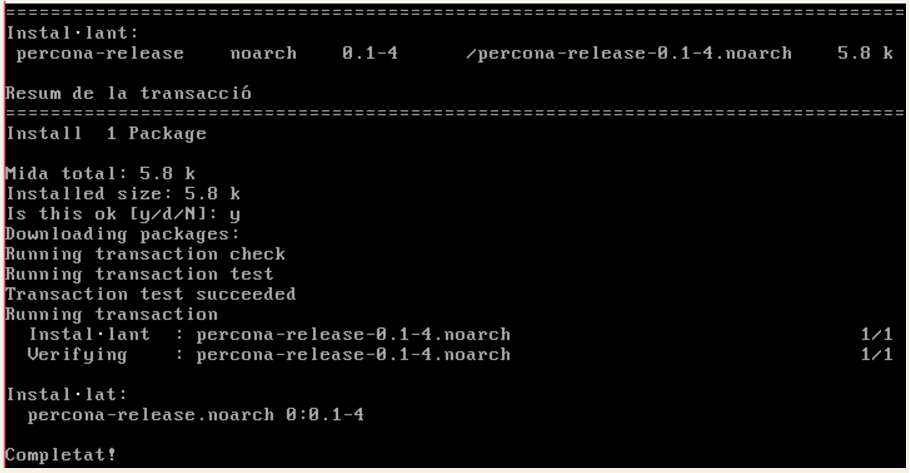 ================================================================================
Instal·lant:
 percona-release    noarch    0.1-4      /percona-release-0.1-4.noarch    5.8 k

Resum de la transacció
================================================================================
Install  1 Package

Mida total: 5.8 k
Installed size: 5.8 k
Is this ok [y/d/N]: y
Downloading packages:
Running transaction check
Running transaction test
Transaction test succeeded
Running transaction
  Instal·lant  : percona-release-0.1-4.noarch                               1/1
  Verifying    : percona-release-0.1-4.noarch                               1/1

Instal·lat:
  percona-release.noarch 0:0.1-4

Completat!